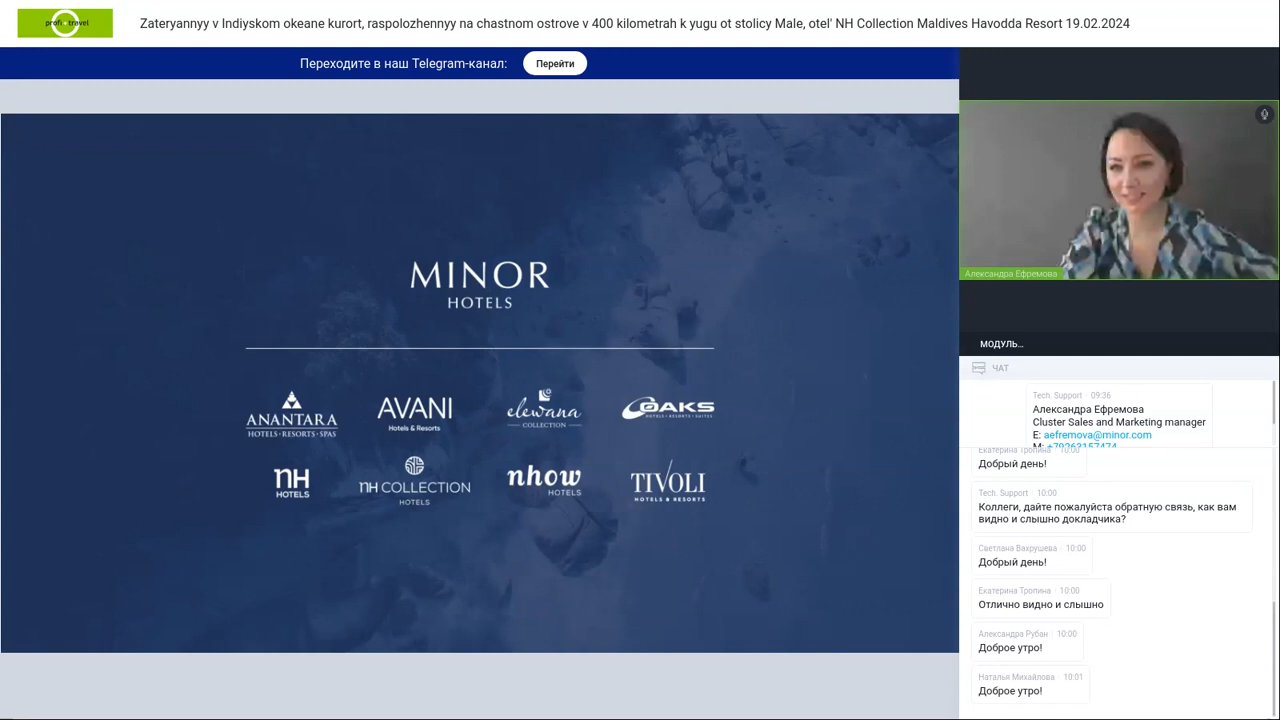 profi travel
Zateryannyy v Indiyskom okeane kurort, raspolozhennyy na otdel'nom ostrove v 400 kilometrah k yugu ot stolicy Male, otel' NH Collection Maldives Havodda Resort 19.02.2024
Переходите в наш Telegram-канал:
Перейти
MINOR
HOTELS
ANANTARA
HOTELS · RESORTS · SPAS
AVANI
Hotels & Resorts
elewana
COLLECTION
OAKS
HOTELS · RESORTS · SUITES
NH
HOTELS
NH COLLECTION
HOTELS
nhow
HOTELS
TIVOLI
HOTELS & RESORTS
Александра Ефремова
МОДУЛЬ...
ЧАТ
Tech. Support 09:36
Александра Ефремова
Cluster Sales and Marketing manager
E: aefremova@minor.com
M: +79263157474
Екатерина Тропина 10:00
Добрый день!
Tech. Support 10:00
Коллеги, дайте пожалуйста обратную связь, как вам
видно и слышно докладчика?
Светлана Вахрушева 10:00
Добрый день!
Екатерина Тропина 10:00
Отлично видно и слышно
Александра Рубан 10:00
Доброе утро!
Наталья Михайлова 10:01
Доброе утро!